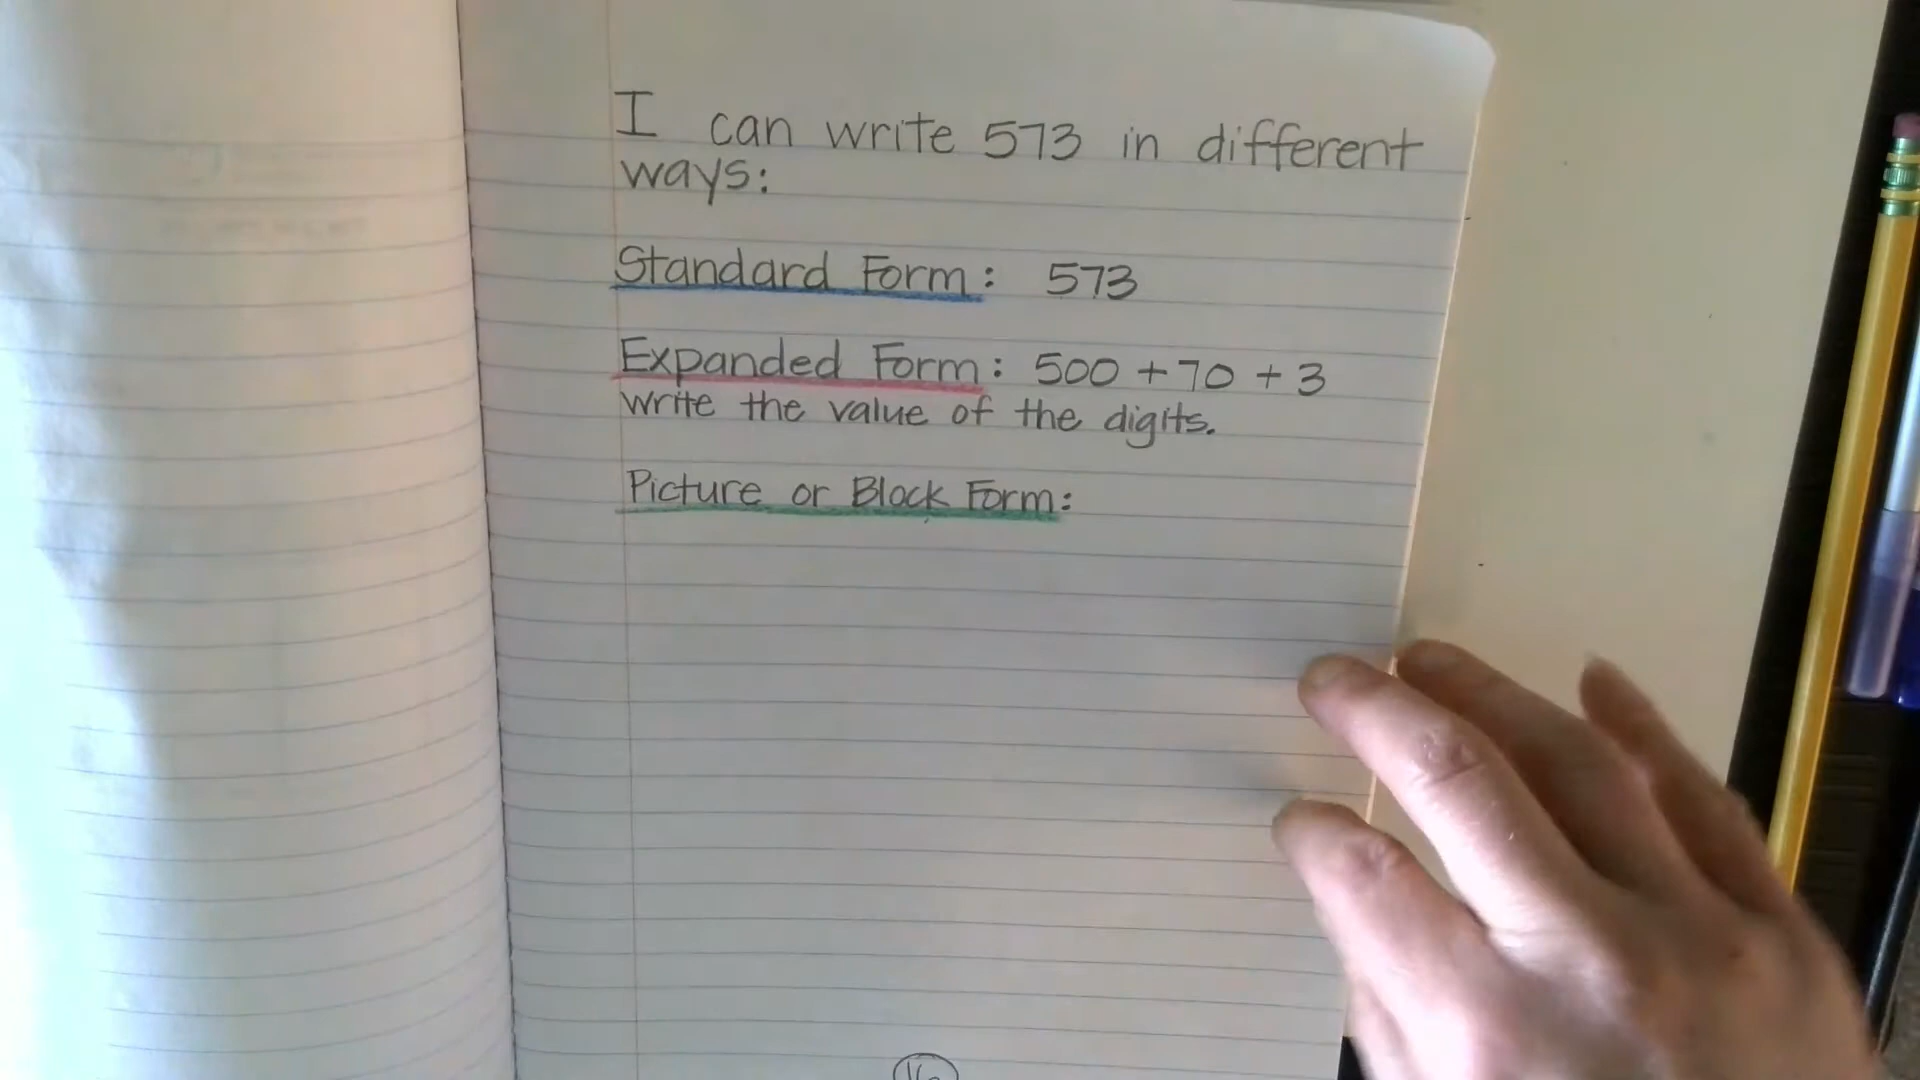 I can write 573 in different
ways:
Standard Form: 573
Expanded Form: 500 + 70 + 3
write the value of the digits.
Picture or Block Form: